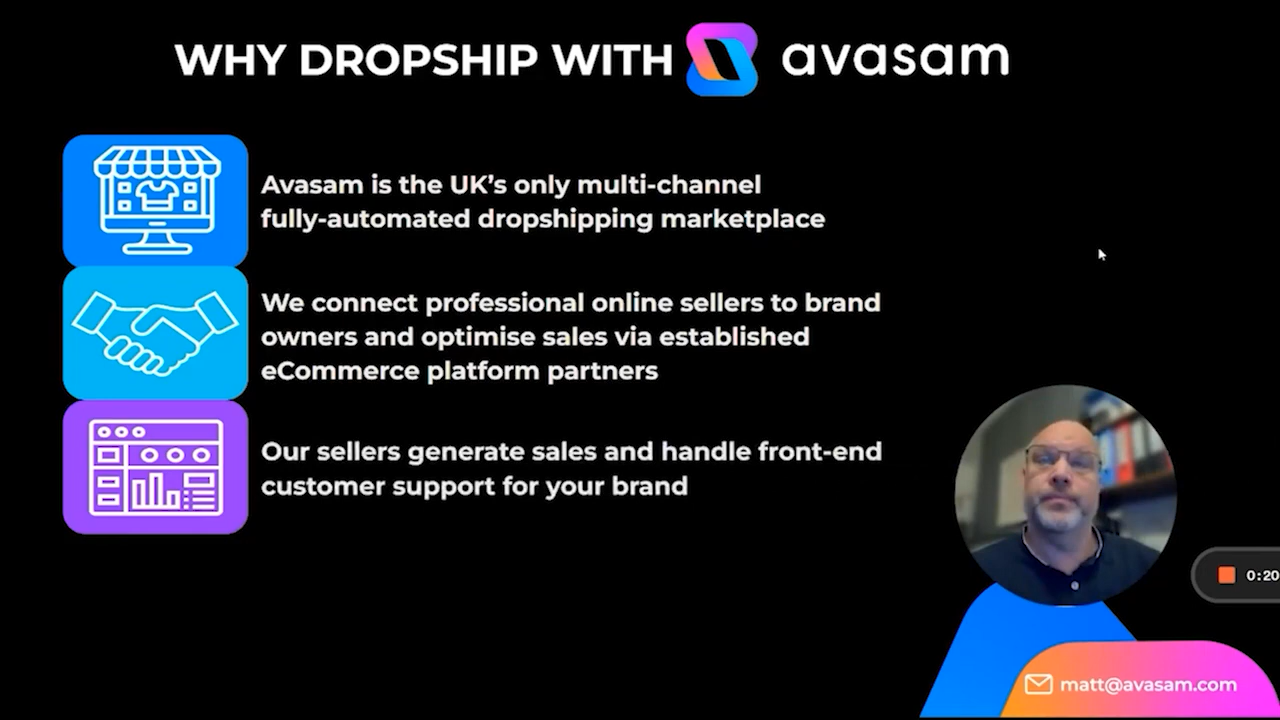 WHY DROPSHIP WITH avasam
Avasam is the UK’s only multi-channel
fully-automated dropshipping marketplace
We connect professional online sellers to brand
owners and optimise sales via established
eCommerce platform partners
Our sellers generate sales and handle front-end
customer support for your brand
0:20
matt@avasam.com